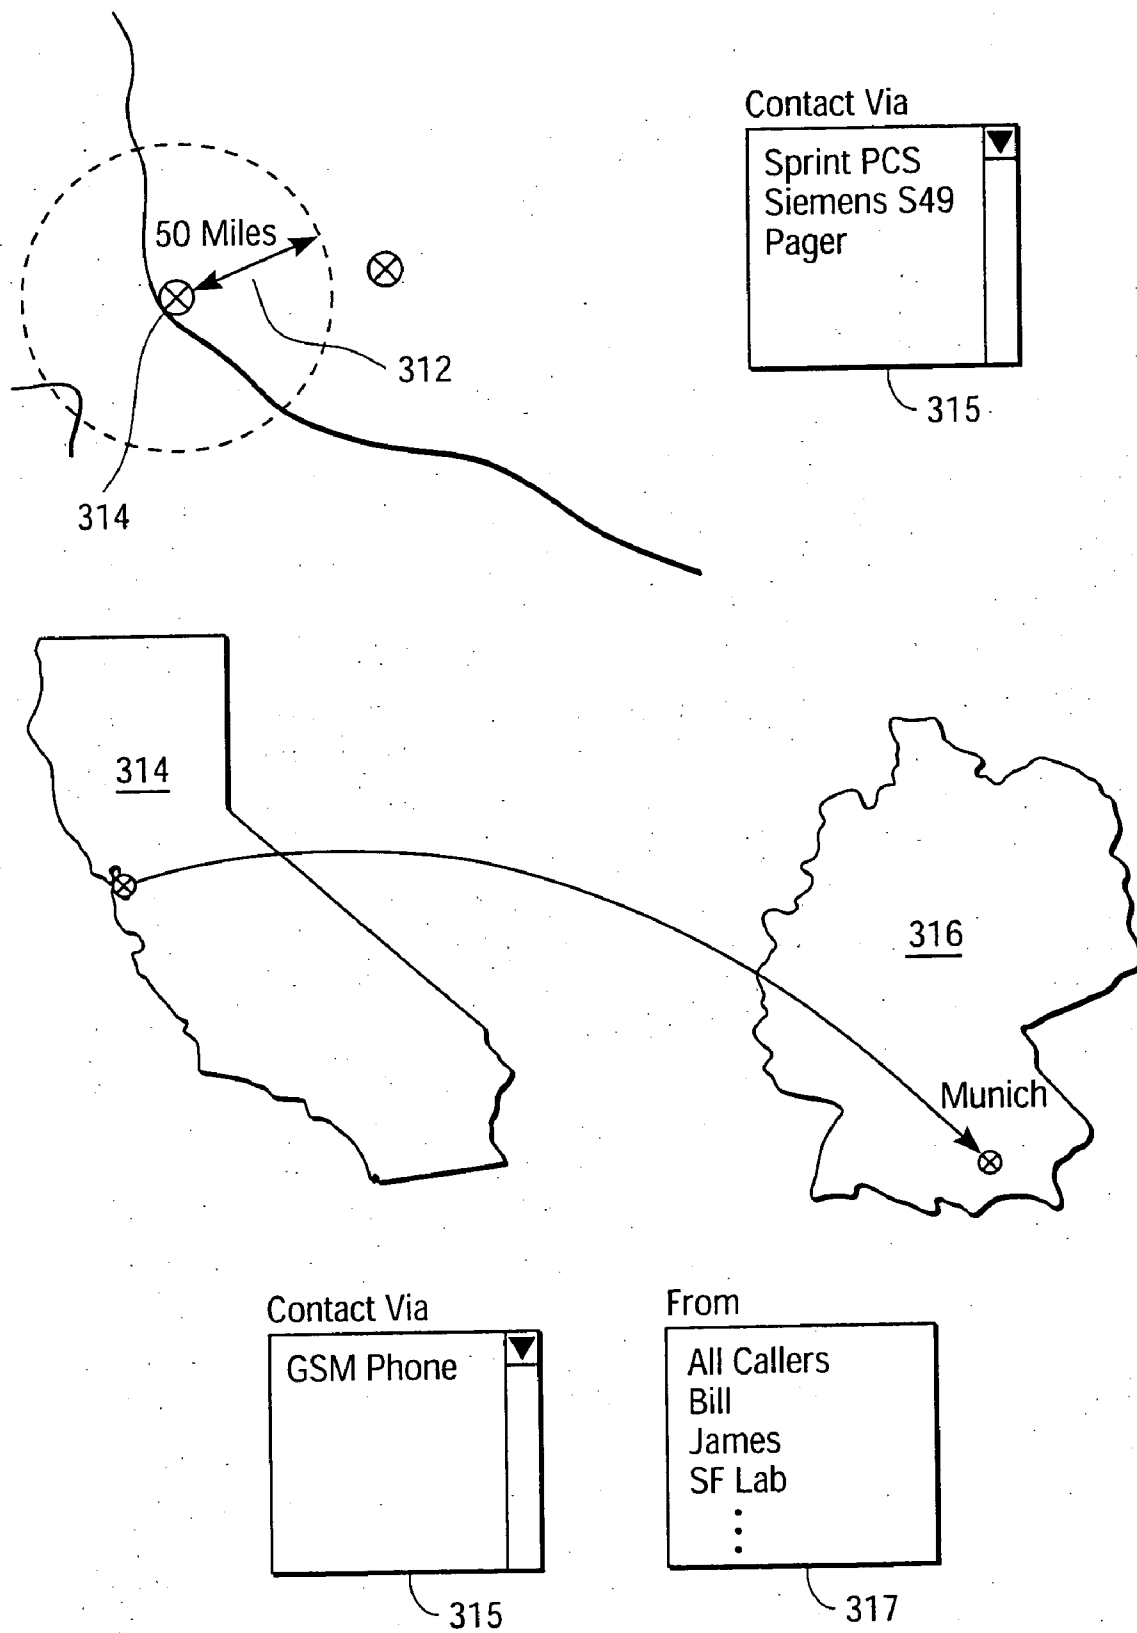 Contact Via
Sprint PCS
Siemens S49
Pager
50 Miles
312
315
314
314
316
Munich
Contact Via
GSM Phone
From
All Callers
Bill
James
SF Lab
315
317